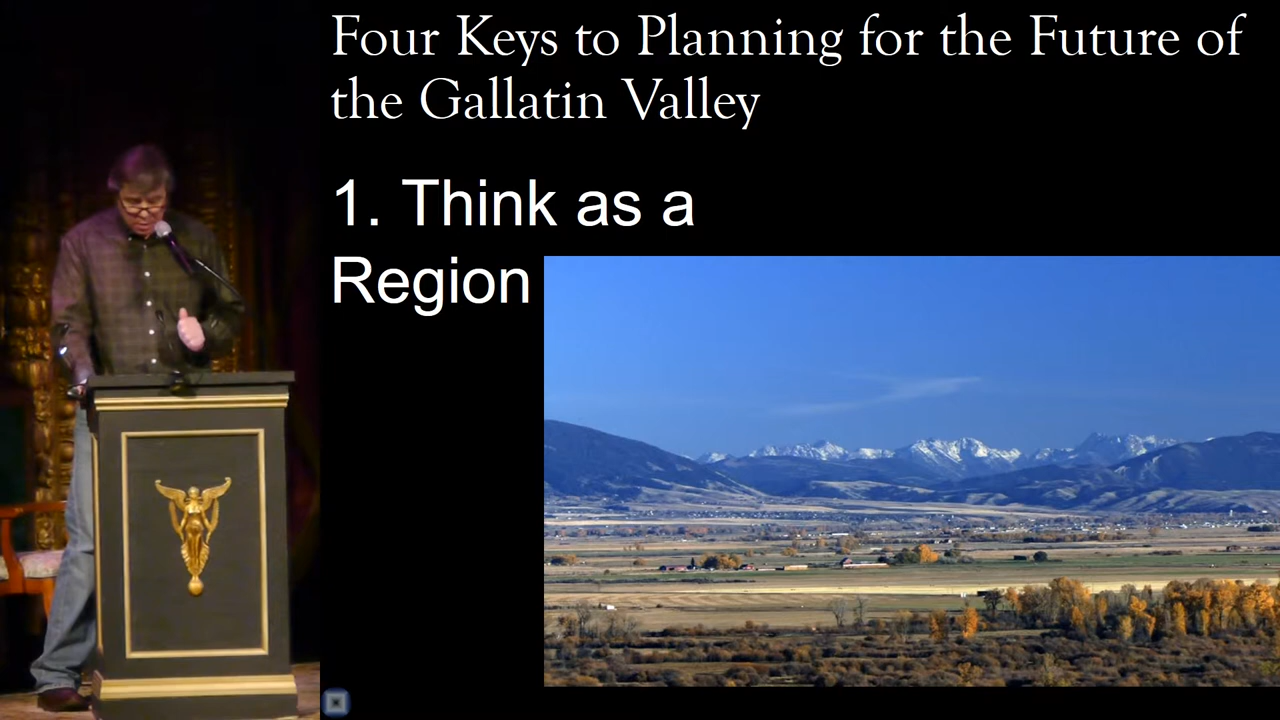 Four Keys to Planning for the Future of
the Gallatin Valley
1. Think as a
Region